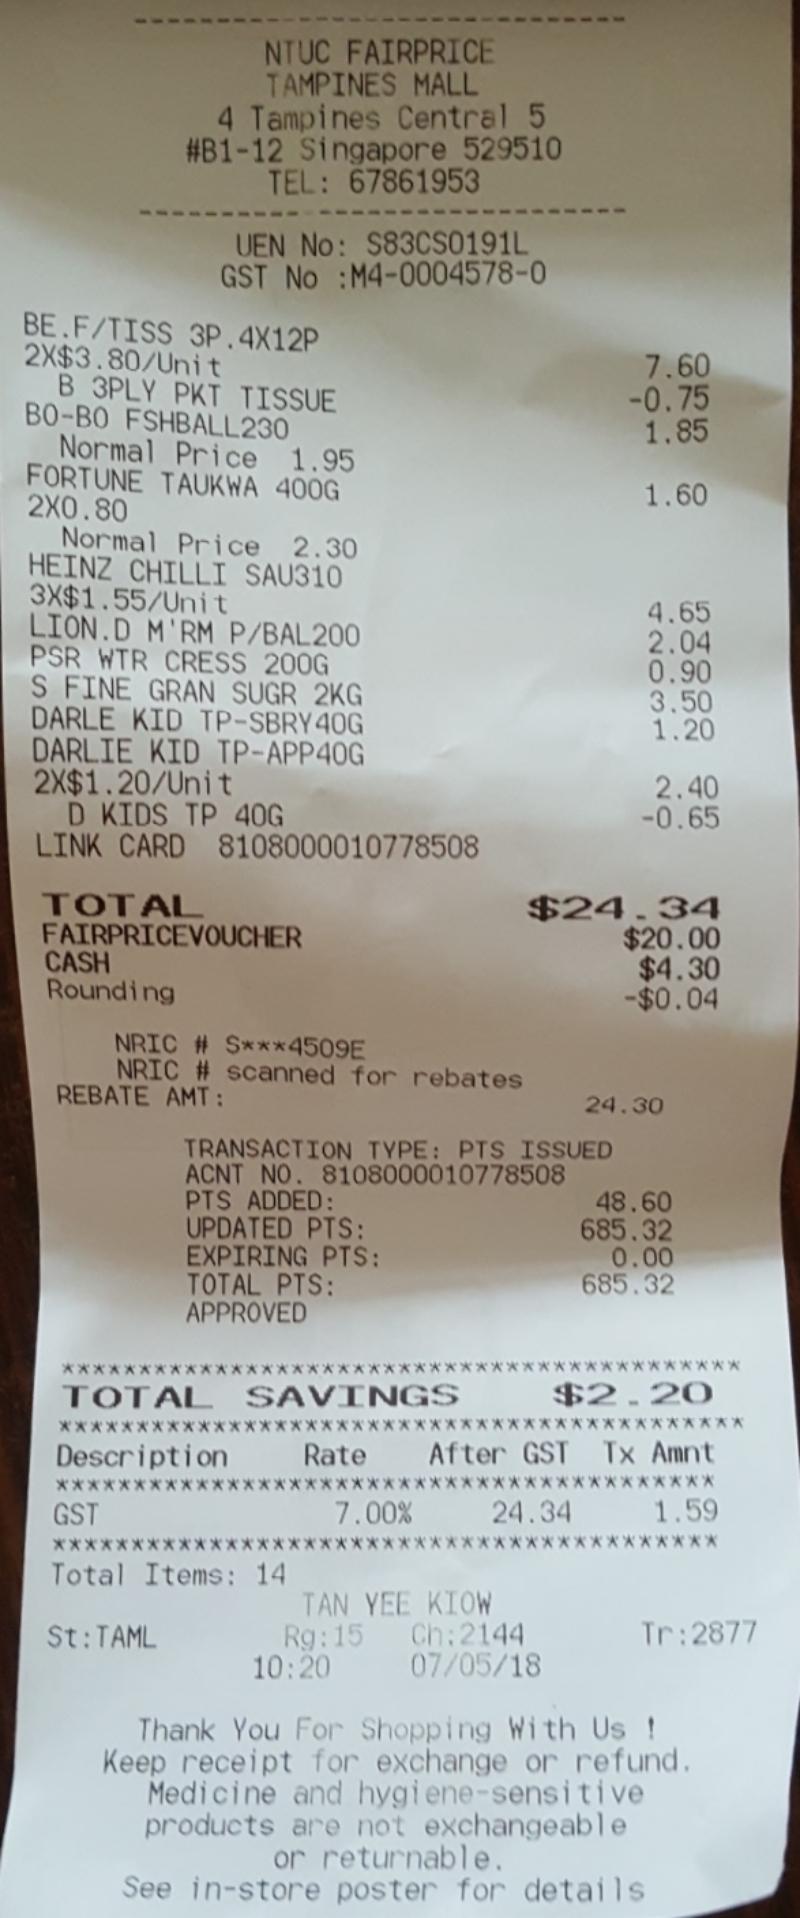 NTUC FAIRPRICE
TAMPINES MALL
4 Tampines Central 5
#B1-12 Singapore 529510
TEL: 67861953
UEN No: S83CS0191L
GST No :M4-0004578-0
BE.F/TISS 3P.4X12P
2X$3.80/Unit 7.60
B 3PLY PKT TISSUE -0.75
BO-BO FSHBALL230 1.85
Normal Price 1.95
FORTUNE TAUKWA 400G 1.60
2X0.80
Normal Price 2.30
HEINZ CHILLI SAU310
3X$1.55/Unit 4.65
LION.D M'RM P/BAL200 2.04
PSR WTR CRESS 200G 0.90
S FINE GRAN SUGR 2KG 3.50
DARLE KID TP-SBRY40G 1.20
DARLIE KID TP-APP40G
2X$1.20/Unit 2.40
D KIDS TP 40G -0.65
LINK CARD 8108000010778508
TOTAL $24.34
FAIRPRICEVOUCHER $20.00
CASH $4.30
Rounding -$0.04
NRIC # S***4509E
NRIC # scanned for rebates
REBATE AMT: 24.30
TRANSACTION TYPE: PTS ISSUED
ACNT NO. 8108000010778508
PTS ADDED: 48.60
UPDATED PTS: 685.32
EXPIRING PTS: 0.00
TOTAL PTS: 685.32
APPROVED
TOTAL SAVINGS $2.20
Description Rate After GST Tx Amnt
GST 7.00% 24.34 1.59
Total Items: 14
TAN YEE KIOW
St:TAML Rg:15 Ch:2144 Tr:2877
10:20 07/05/18
Thank You For Shopping With Us !
Keep receipt for exchange or refund.
Medicine and hygiene-sensitive
products are not exchangeable
or returnable.
See in-store poster for details